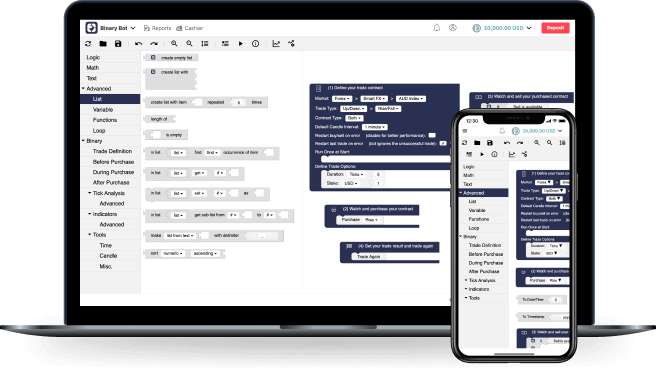 Binary Bot
Reports
Cashier
10,000.00 USD
Deposit
Logic
Math
Text
Advanced
List
Variable
Functions
Loop
Binary
Trade Definition
Before Purchase
During Purchase
After Purchase
Tick Analysis
Advanced
Indicators
Advanced
Tools
Time
Candle
Misc.
create empty list
create list with
create list with item repeated 5 times
length of
is empty
in list list find first occurrence of item
in list list get #
in list list set # as
in list list get sub-list from # to #
make list from text with delimiter ,
sort numeric ascending
(1) Define your trade contract
Market: Forex > Smart FX > AUD Index
Trade Type: Up/Down > Rise/Fall
Contract Type: Both
Default Candle Interval: 1 minute
Restart buy/sell on error (disable for better performance):
Restart last trade on error (bot ignores the unsuccessful trade):
Run Once at Start:
Define Trade Options:
Duration: Ticks 5
Stake: USD 1
(2) Watch and purchase your contract
Purchase Rise
(3) Watch and sell your purchased contract
if Sell is available
(4) Get your trade result and trade again
Trade Again
12:30
10,000.00 USD
Logic
Math
Text
Advanced
List
Variable
Functions
Loop
Binary
Trade Definition
Before Purchase
During Purchase
After Purchase
Tick Analysis
Indicators
Tools
(1) Define your trade con
Market: Forex
Trade Type: Up/Down
Contract Type: Both
Default Candle Interval: 1 m
Restart buy/sell on error
Restart last trade on error
Run Once at Start:
Define Trade Options
Duration: Ticks
Stake: USD
(2) Watch and purchase
Purchase Rise
To Date/Time 0
To Timestamp
(3) Watch and sell your p